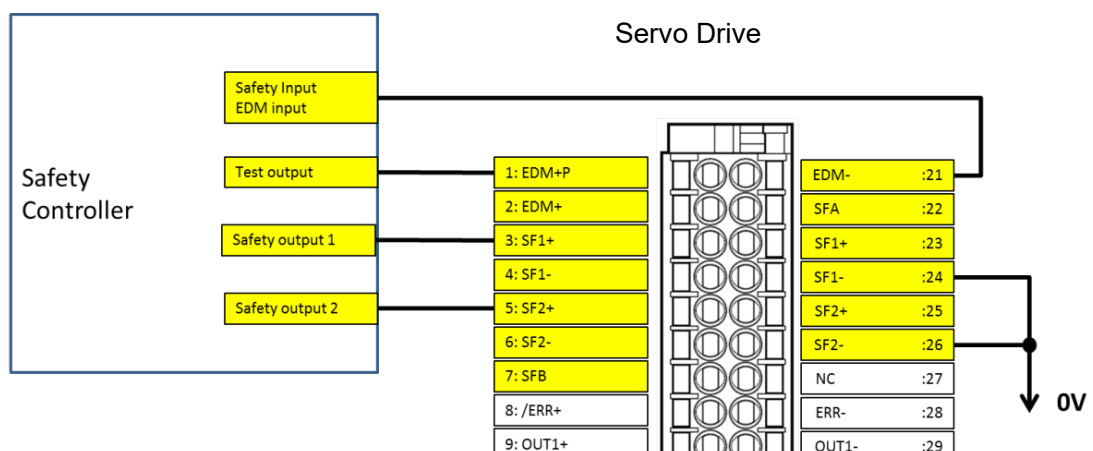 Servo Drive
Safety Input
EDM input
Safety
Controller
Test output
Safety output 1
Safety output 2
1: EDM+P
2: EDM+
3: SF1+
4: SF1-
5: SF2+
6: SF2-
7: SFB
8: /ERR+
9: OUT1+
EDM- :21
SFA :22
SF1+ :23
SF1- :24
SF2+ :25
SF2- :26
NC :27
ERR- :28
OUT1- :29
0V